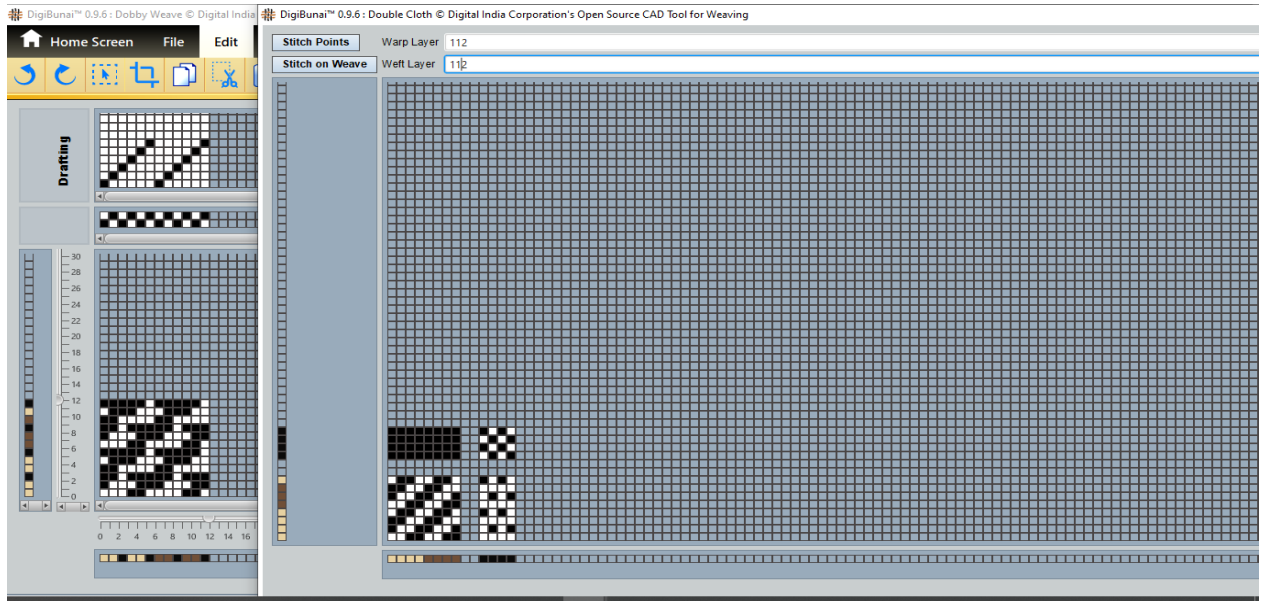 DigiBunai™ 0.9.6 : Dobby Weave © Digital India
DigiBunai™ 0.9.6 : Double Cloth © Digital India Corporation's Open Source CAD Tool for Weaving
Home Screen File Edit
Stitch Points Warp Layer 112
Stitch on Weave Weft Layer 112
Drafting
30
28
26
24
22
20
18
16
14
12
10
8
6
4
2
0
0 2 4 6 8 10 12 14 16